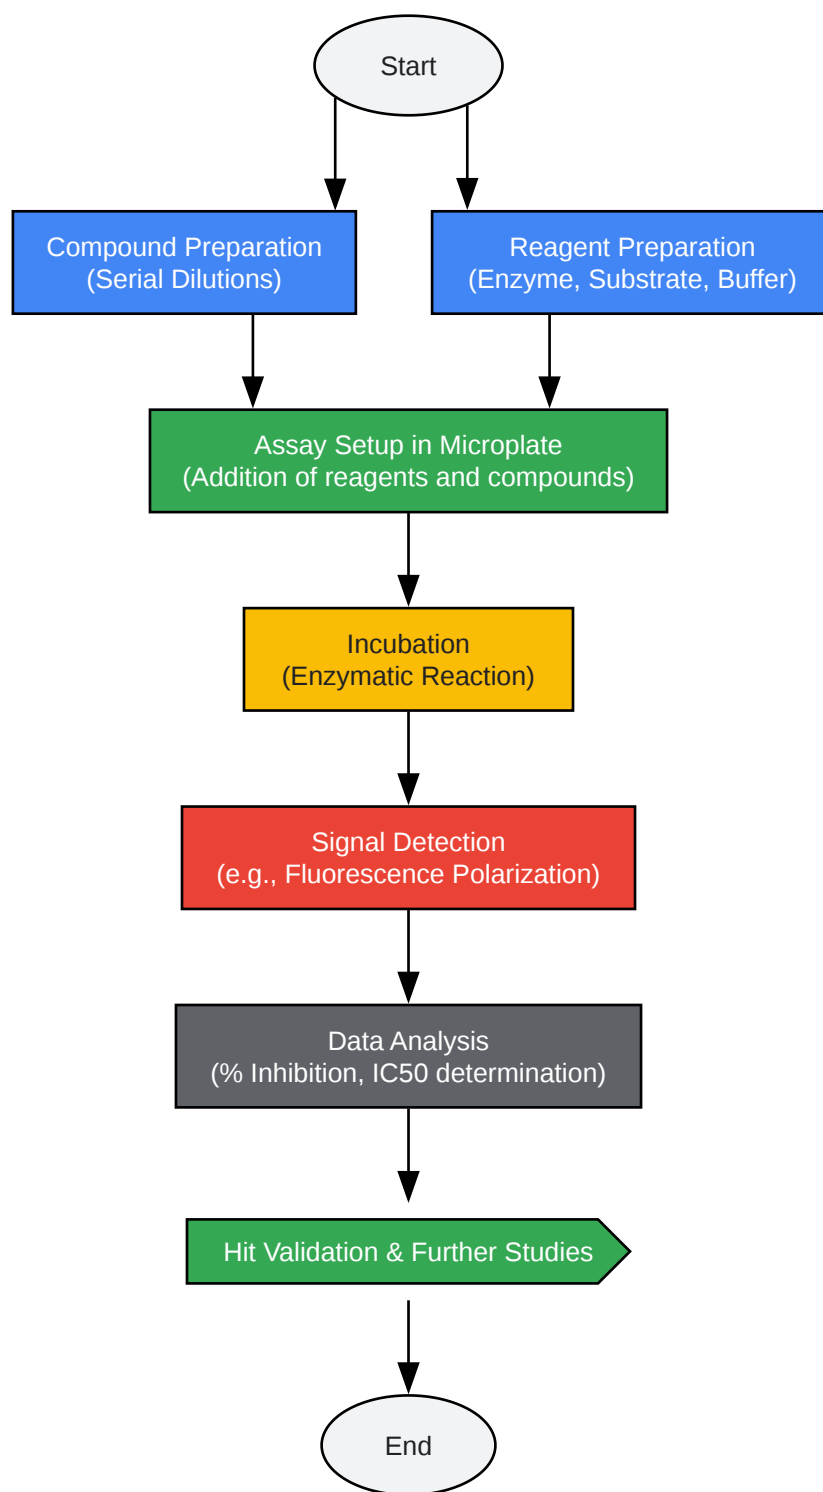 Start
Compound Preparation
(Serial Dilutions)
Reagent Preparation
(Enzyme, Substrate, Buffer)
Assay Setup in Microplate
(Addition of reagents and compounds)
Incubation
(Enzymatic Reaction)
Signal Detection
(e.g., Fluorescence Polarization)
Data Analysis
(% Inhibition, IC50 determination)
Hit Validation & Further Studies
End